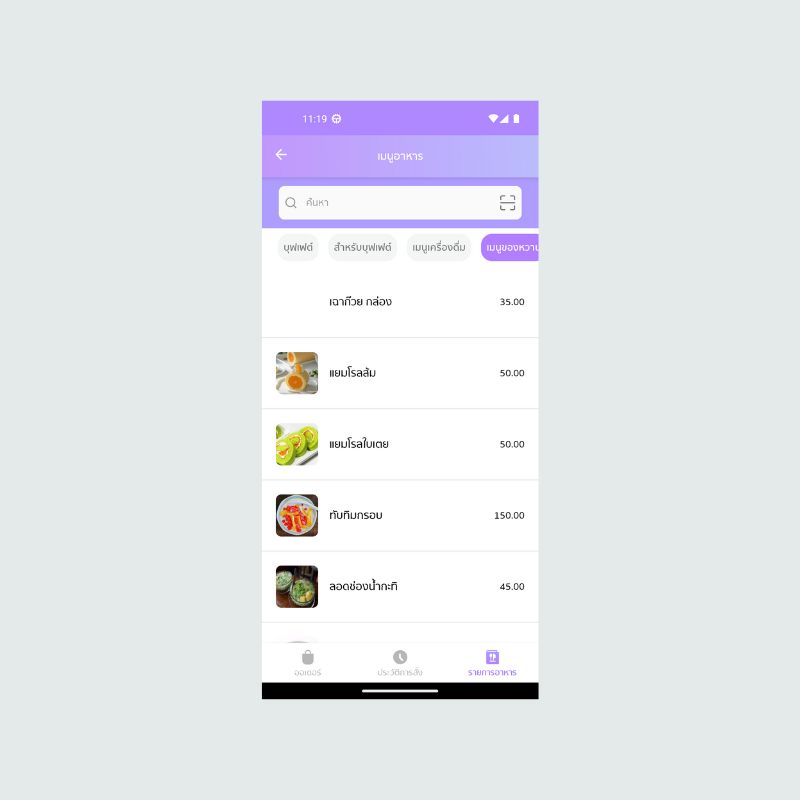 11:19
เมนูอาหาร
ค้นหา
บุฟเฟ่ต์ สำหรับบุฟเฟ่ต์ เมนูเครื่องดื่ม เมนูของหวาน
เฉาก๊วย กล่อง 35.00
แยมโรลส้ม 50.00
แยมโรลใบเตย 50.00
ทับทิมกรอบ 150.00
ลอดช่องน้ำกะทิ 45.00
ออเดอร์ ประวัติการสั่ง รายการอาหาร